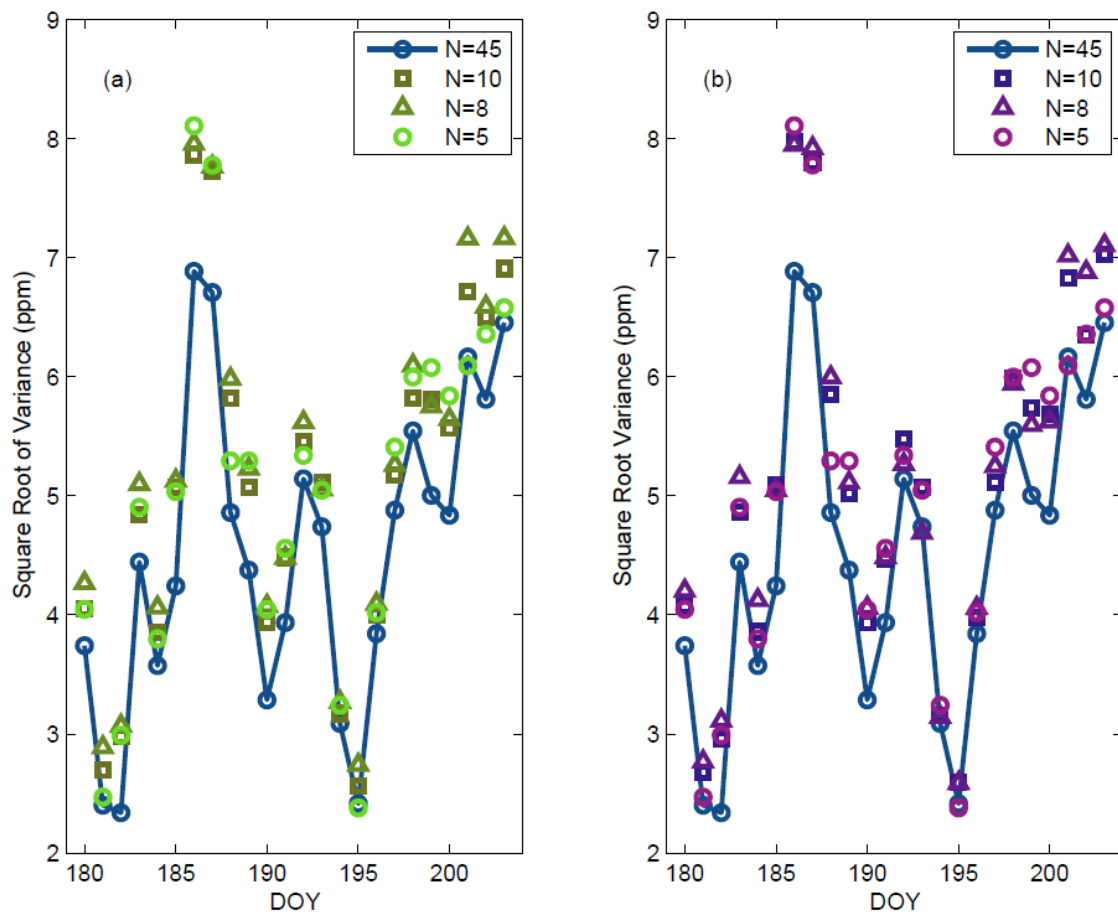 9
8
7
6
5
4
3
2
Square Root of Variance (ppm)
(a)
N=45
N=10
N=8
N=5
180
185
190
195
200
DOY
9
8
7
6
5
4
3
2
Square Root Variance (ppm)
(b)
N=45
N=10
N=8
N=5
180
185
190
195
200
DOY